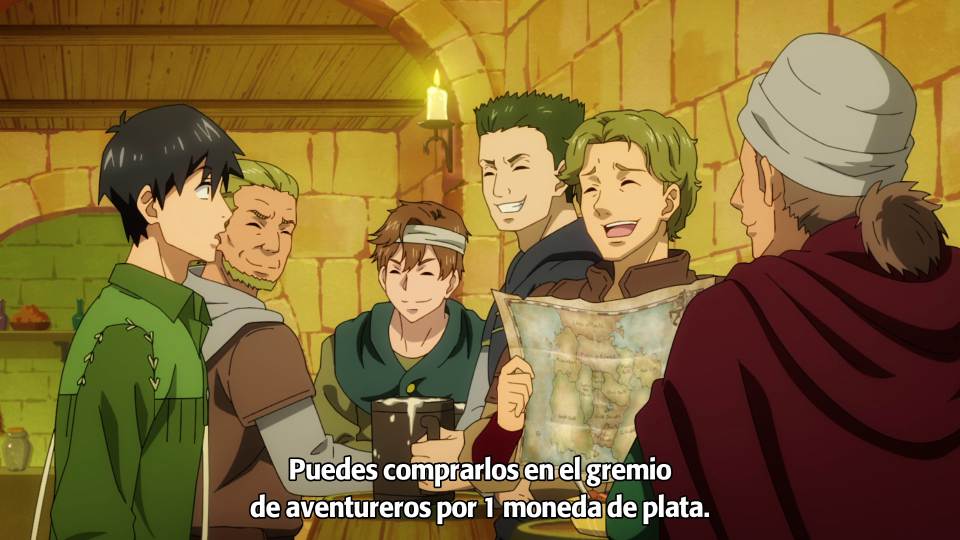 Puedes comprarlos en el gremio
de aventureros por 1 moneda de plata.